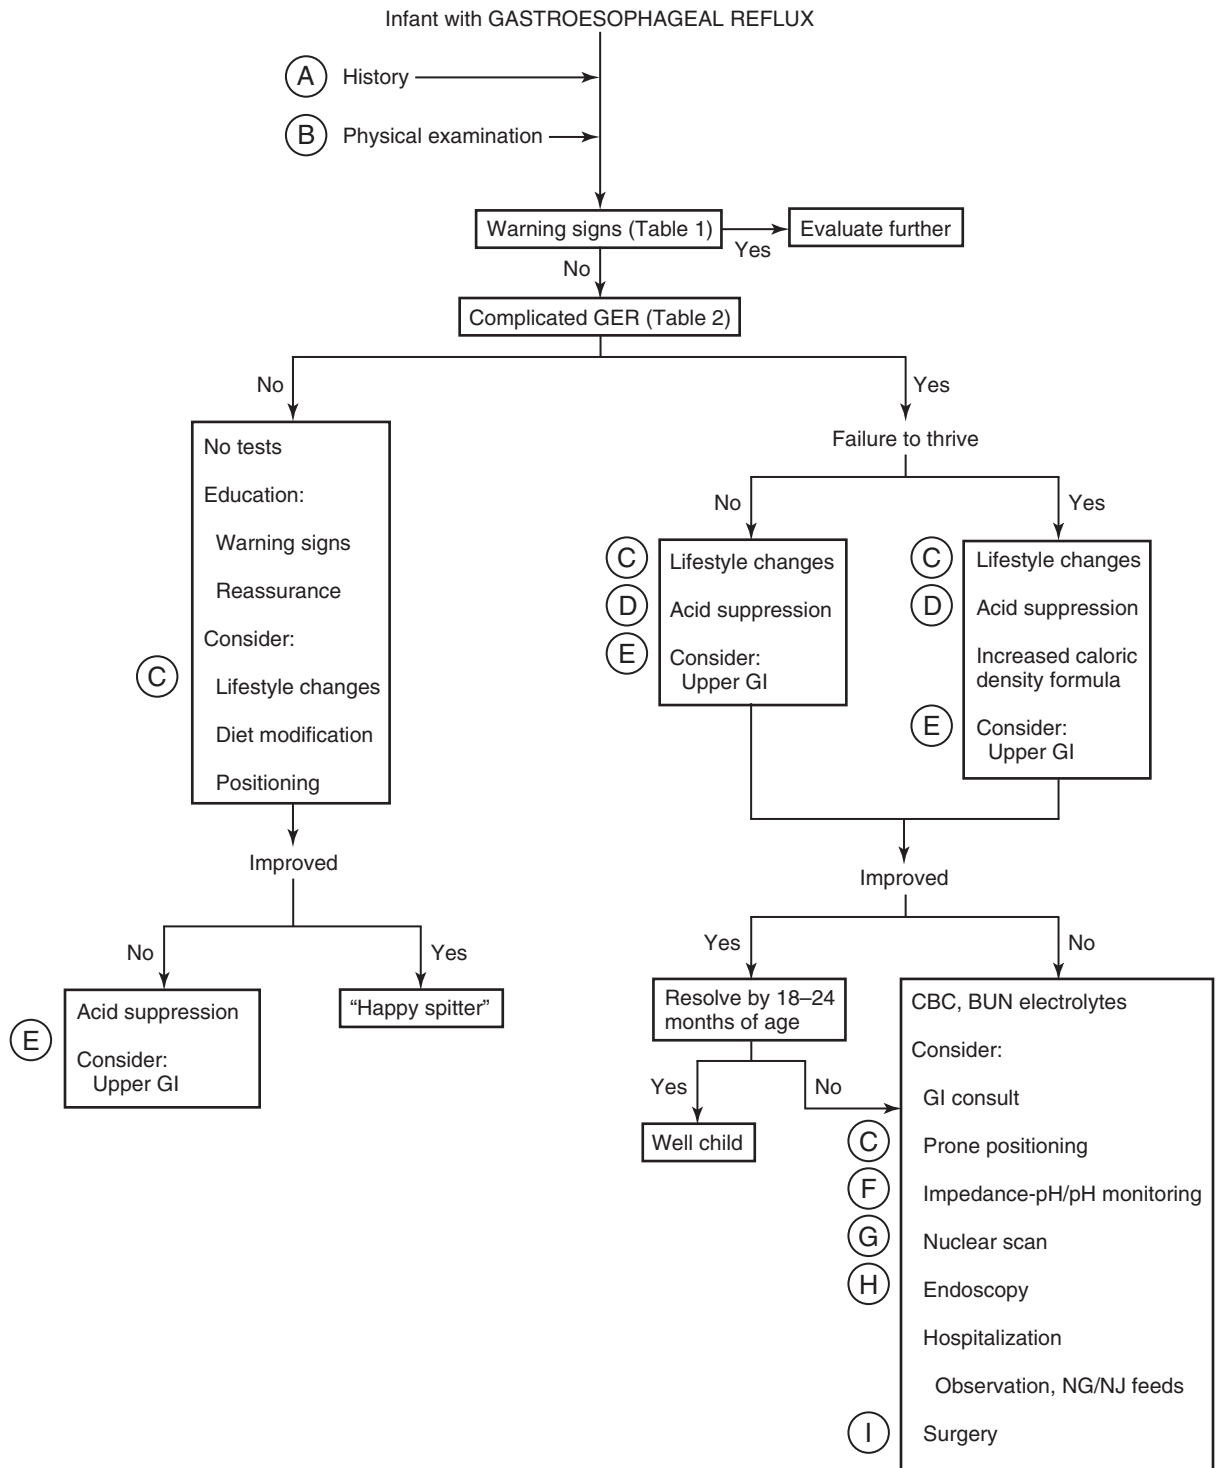 Infant with GASTROESOPHAGEAL REFLUX
A History
B Physical examination
Warning signs (Table 1)
Yes
Evaluate further
No
Complicated GER (Table 2)
No
Yes
No tests
Education:
Warning signs
Reassurance
Consider:
C
Lifestyle changes
Diet modification
Positioning
Improved
No
Yes
Acid suppression
E
Consider:
Upper GI
“Happy spitter”
Failure to thrive
No
Yes
C Lifestyle changes
D Acid suppression
E Consider:
Upper GI
C Lifestyle changes
D Acid suppression
Increased caloric
density formula
E Consider:
Upper GI
Improved
Yes
No
Resolve by 18–24
months of age
Yes
No
Well child
CBC, BUN electrolytes
Consider:
GI consult
C Prone positioning
F Impedance-pH/pH monitoring
G Nuclear scan
H Endoscopy
Hospitalization
Observation, NG/NJ feeds
I Surgery